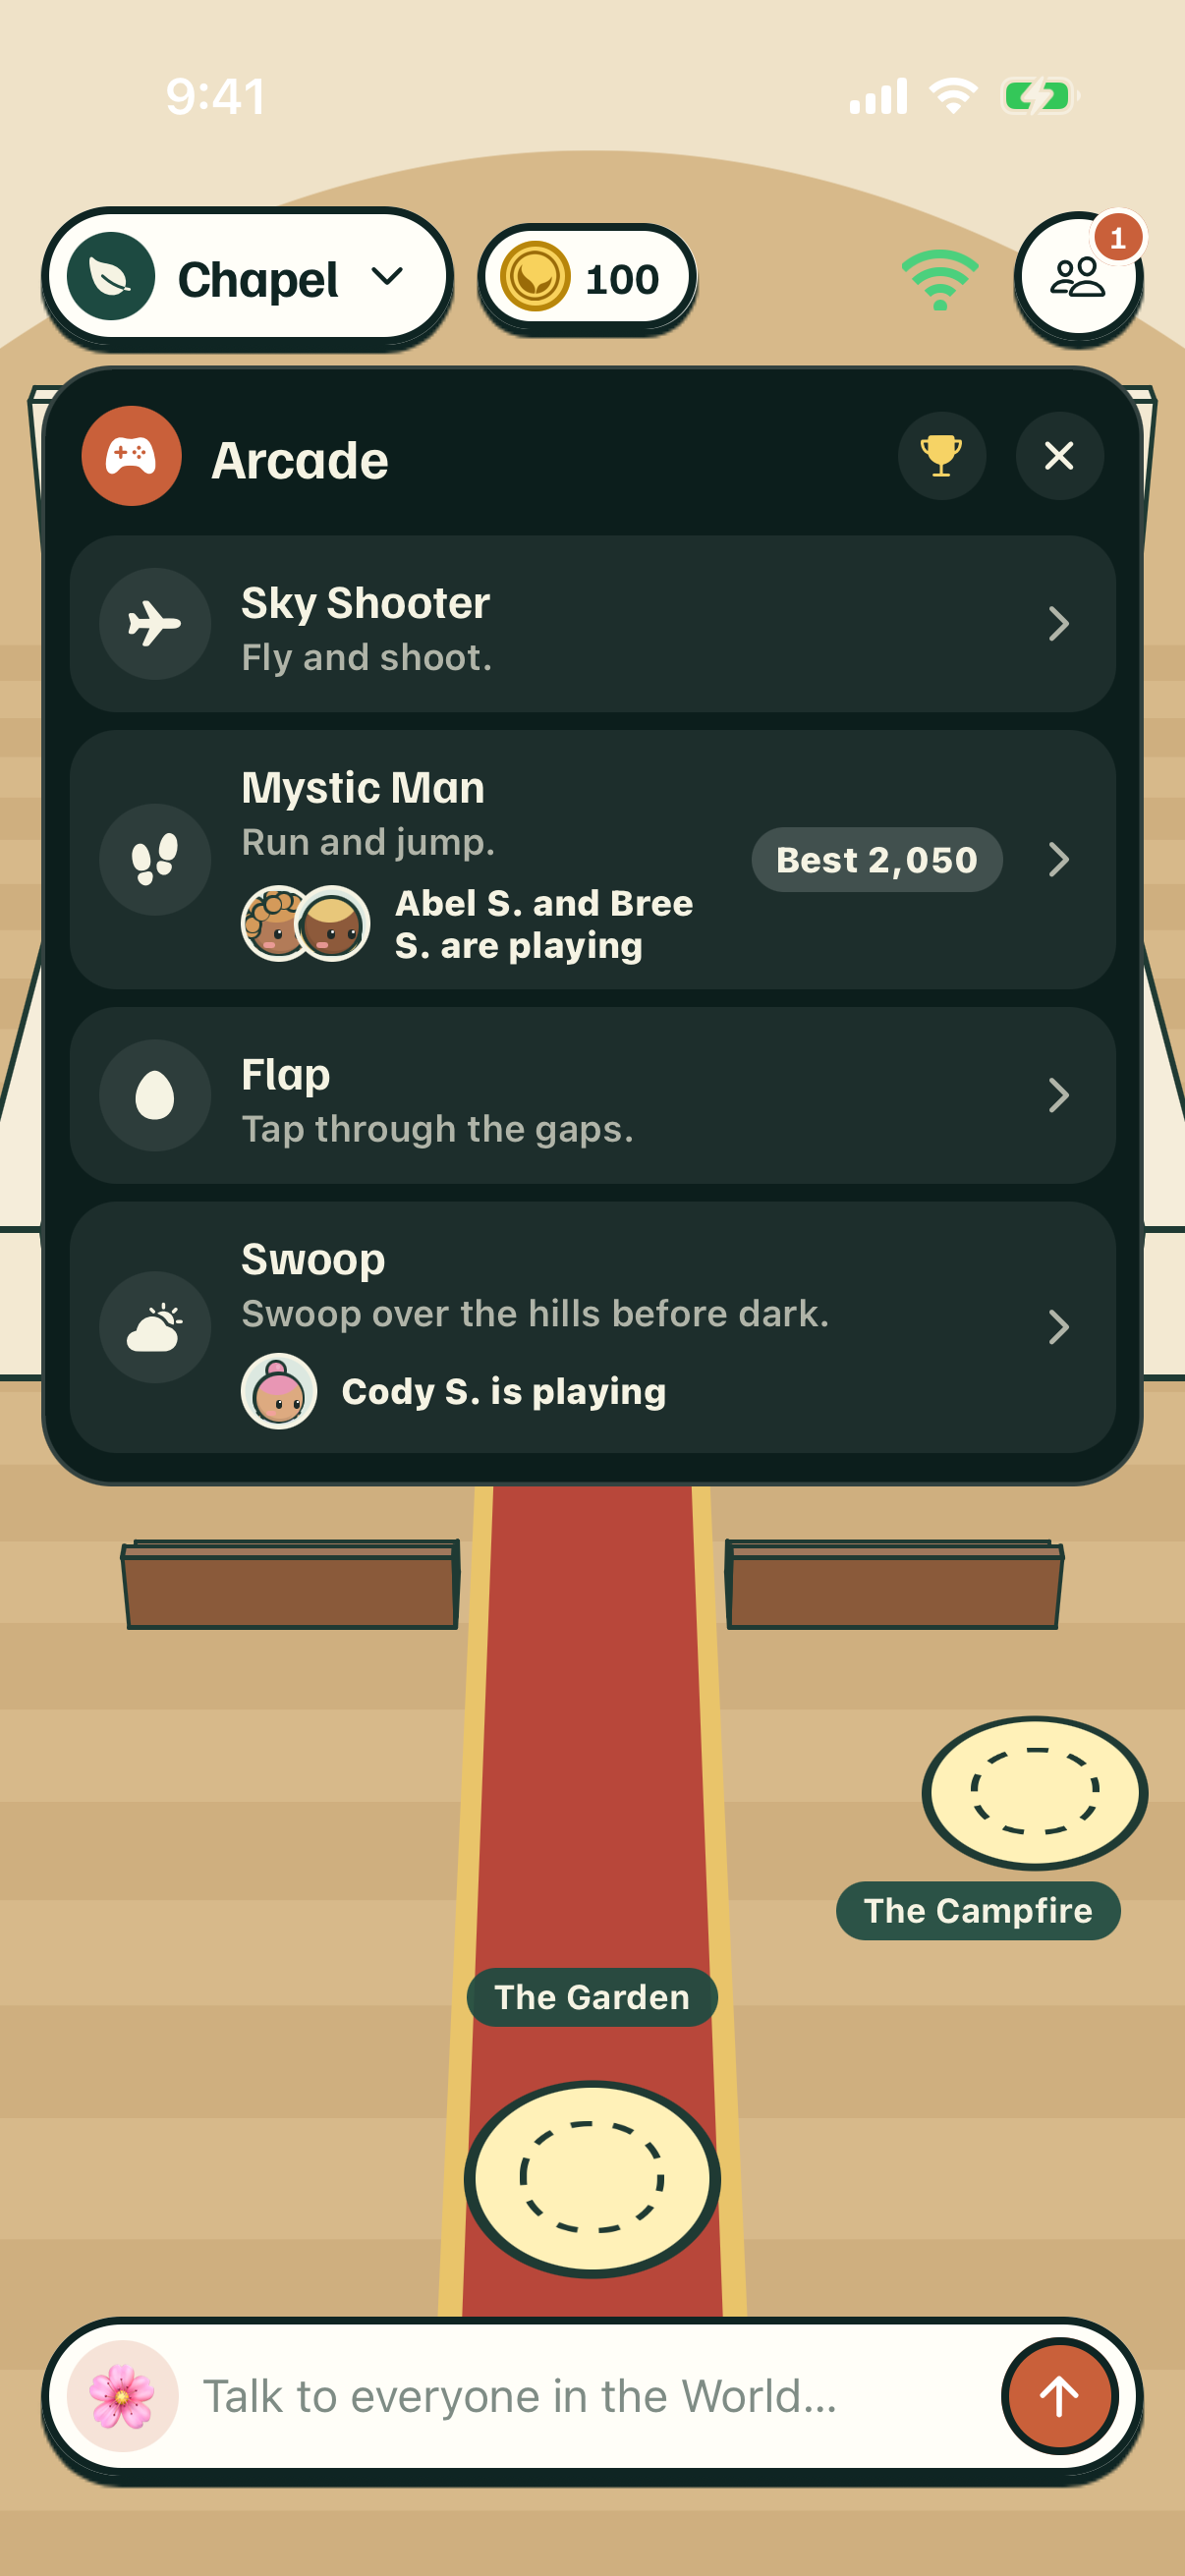 9:41
Chapel
100
1
Arcade
Sky Shooter
Fly and shoot.
Mystic Man
Run and jump.
Best 2,050
Abel S. and Bree
S. are playing
Flap
Tap through the gaps.
Swoop
Swoop over the hills before dark.
Cody S. is playing
The Campfire
The Garden
Talk to everyone in the World...